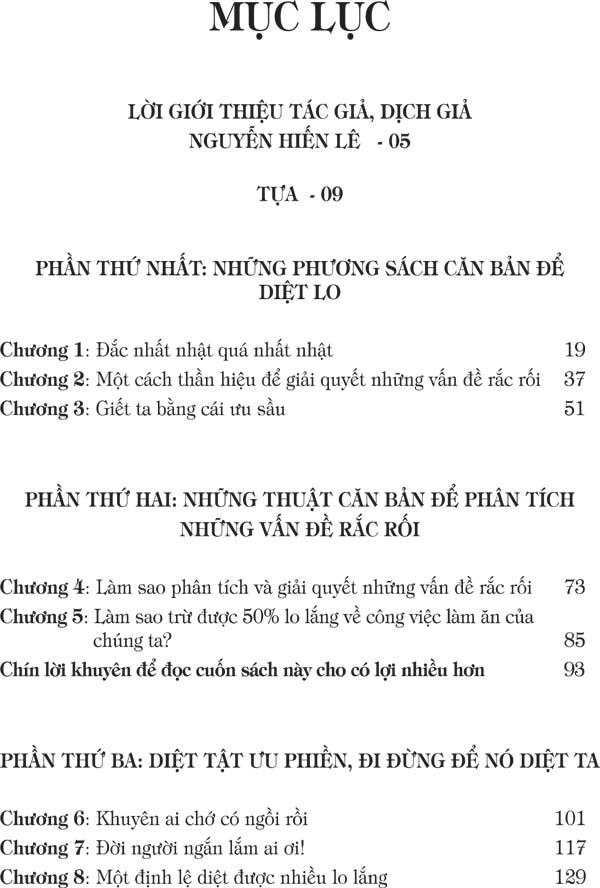 MỤC LỤC
LỜI GIỚI THIỆU TÁC GIẢ, DỊCH GIẢ
NGUYỄN HIẾN LÊ - 05
TỰA - 09
PHẦN THỨ NHẤT: NHỮNG PHƯƠNG SÁCH CĂN BẢN ĐỂ
DIỆT LO
Chương 1: Đắc nhất nhật quá nhất nhật 19
Chương 2: Một cách thần hiệu để giải quyết những vấn đề rắc rối 37
Chương 3: Giết ta bằng cái ưu sầu 51
PHẦN THỨ HAI: NHỮNG THUẬT CĂN BẢN ĐỂ PHÂN TÍCH
NHỮNG VẤN ĐỀ RẮC RỐI
Chương 4: Làm sao phân tích và giải quyết những vấn đề rắc rối 73
Chương 5: Làm sao trừ được 50% lo lắng về công việc làm ăn của
chúng ta? 85
Chín lời khuyên để đọc cuốn sách này cho có lợi nhiều hơn 93
PHẦN THỨ BA: DIỆT TẬT ƯU PHIỀN, ĐI ĐỪNG ĐỂ NÓ DIỆT TA
Chương 6: Khuyên ai chớ có ngồi rồi 101
Chương 7: Đời người ngắn lắm ai ơi! 117
Chương 8: Một định lệ diệt được nhiều lo lắng 129